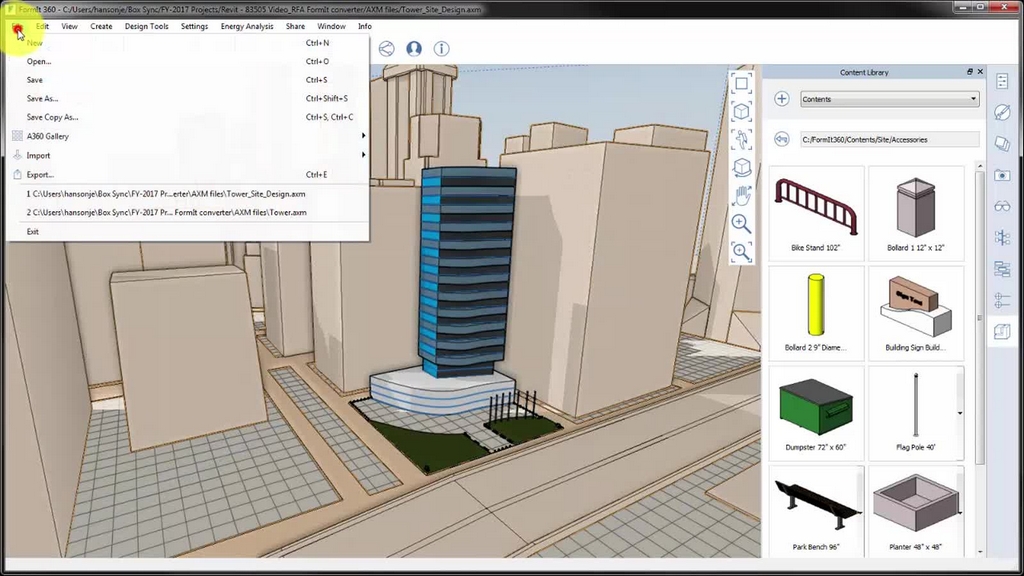 FormIt 360 - C:/Users/hansonje/Box Sync/FY-2017 Projects/Revit - 83505 Video_RFA FormIt converter/AXM files/Tower_Site_Design.axm
Edit View Create Design Tools Settings Energy Analysis Share Window Info
New Ctrl+N
Open... Ctrl+O
Save Ctrl+S
Save As... Ctrl+Shift+S
Save Copy As... Ctrl+S, Ctrl+C
A360 Gallery
Import
Export... Ctrl+E
1 C:\Users\hansonje\Box Sync\FY-2017 Pr...erter\AXM files\Tower_Site_Design.axm
2 C:\Users\hansonje\Box Sync\FY-2017 Pr... FormIt converter\AXM files\Tower.axm
Exit
Content Library
Contents
C:/FormIt360/Contents/Site/Accessories
Bike Stand 102"
Bollard 1 12" x 12"
Bollard 2 9" Diame...
Building Sign Build...
Dumpster 72" x 60"
Flag Pole 40'
Park Bench 96"
Planter 48" x 48"